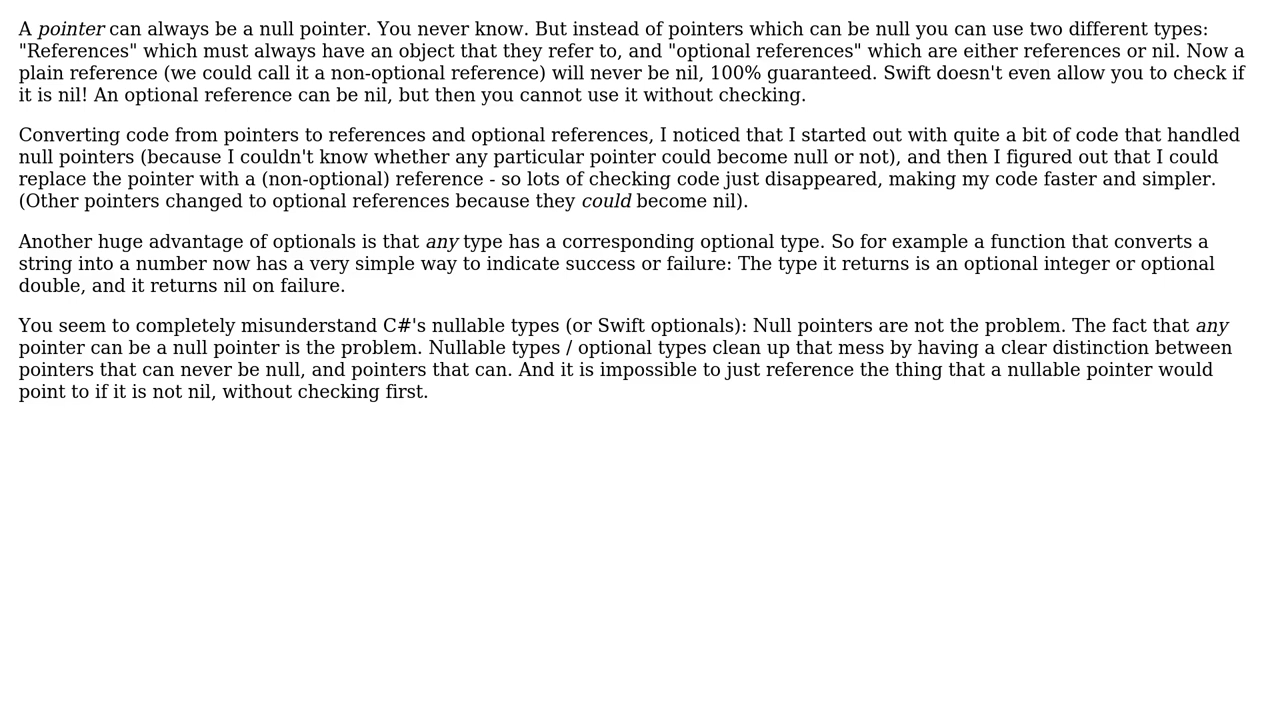 A pointer can always be a null pointer. You never know. But instead of pointers which can be null you can use two different types:
"References" which must always have an object that they refer to, and "optional references" which are either references or nil. Now a
plain reference (we could call it a non-optional reference) will never be nil, 100% guaranteed. Swift doesn't even allow you to check if
it is nil! An optional reference can be nil, but then you cannot use it without checking.
Converting code from pointers to references and optional references, I noticed that I started out with quite a bit of code that handled
null pointers (because I couldn't know whether any particular pointer could become null or not), and then I figured out that I could
replace the pointer with a (non-optional) reference - so lots of checking code just disappeared, making my code faster and simpler.
(Other pointers changed to optional references because they could become nil).
Another huge advantage of optionals is that any type has a corresponding optional type. So for example a function that converts a
string into a number now has a very simple way to indicate success or failure: The type it returns is an optional integer or optional
double, and it returns nil on failure.
You seem to completely misunderstand C#'s nullable types (or Swift optionals): Null pointers are not the problem. The fact that any
pointer can be a null pointer is the problem. Nullable types / optional types clean up that mess by having a clear distinction between
pointers that can never be null, and pointers that can. And it is impossible to just reference the thing that a nullable pointer would
point to if it is not nil, without checking first.